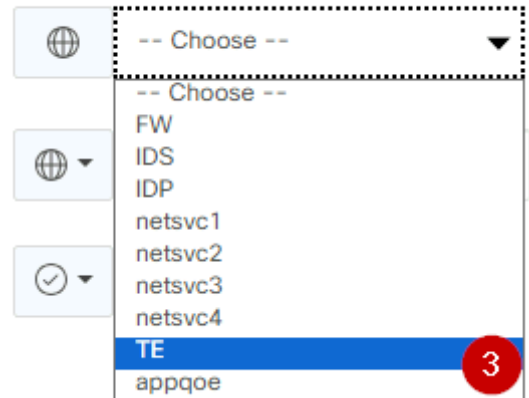 -- Choose --
-- Choose --
FW
IDS
IDP
netsvc1
netsvc2
netsvc3
netsvc4
TE
3
appqoe